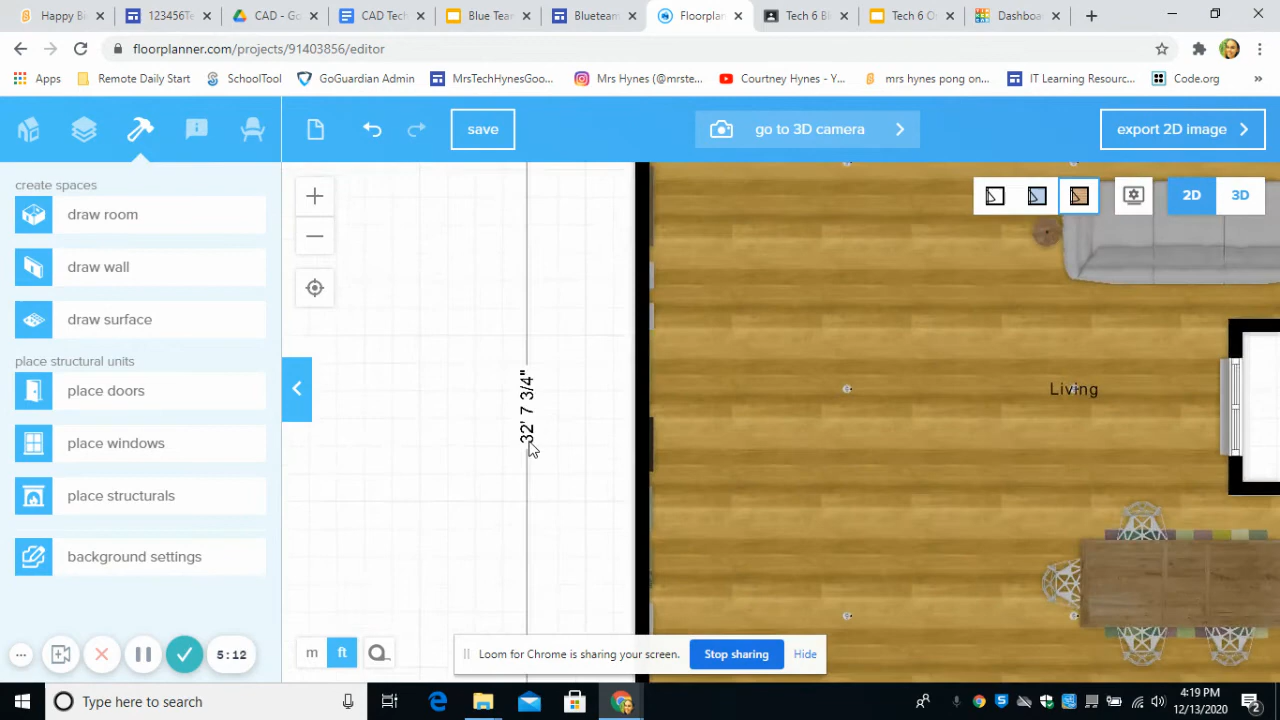 Happy B
123456
CAD - Go
CAD Tech
Blue Tea
Blueteam
Floorplan
Tech 6 B
Tech 6 O
Dashboa
floorplanner.com/projects/91403856/editor
Apps
Remote Daily Start
SchoolTool
GoGuardian Admin
MrsTechHynesGoo...
Mrs Hynes (@mrste...
Courtney Hynes - Y...
mrs hynes pong on...
IT Learning Resourc...
Code.org
»
save
go to 3D camera
export 2D image
create spaces
draw room
draw wall
draw surface
place structural units
place doors
place windows
place structurals
background settings
2D
3D
32' 7 3/4"
Living
m
ft
5:12
Loom for Chrome is sharing your screen.
Stop sharing
Hide
Type here to search
4:19 PM
12/13/2020
2